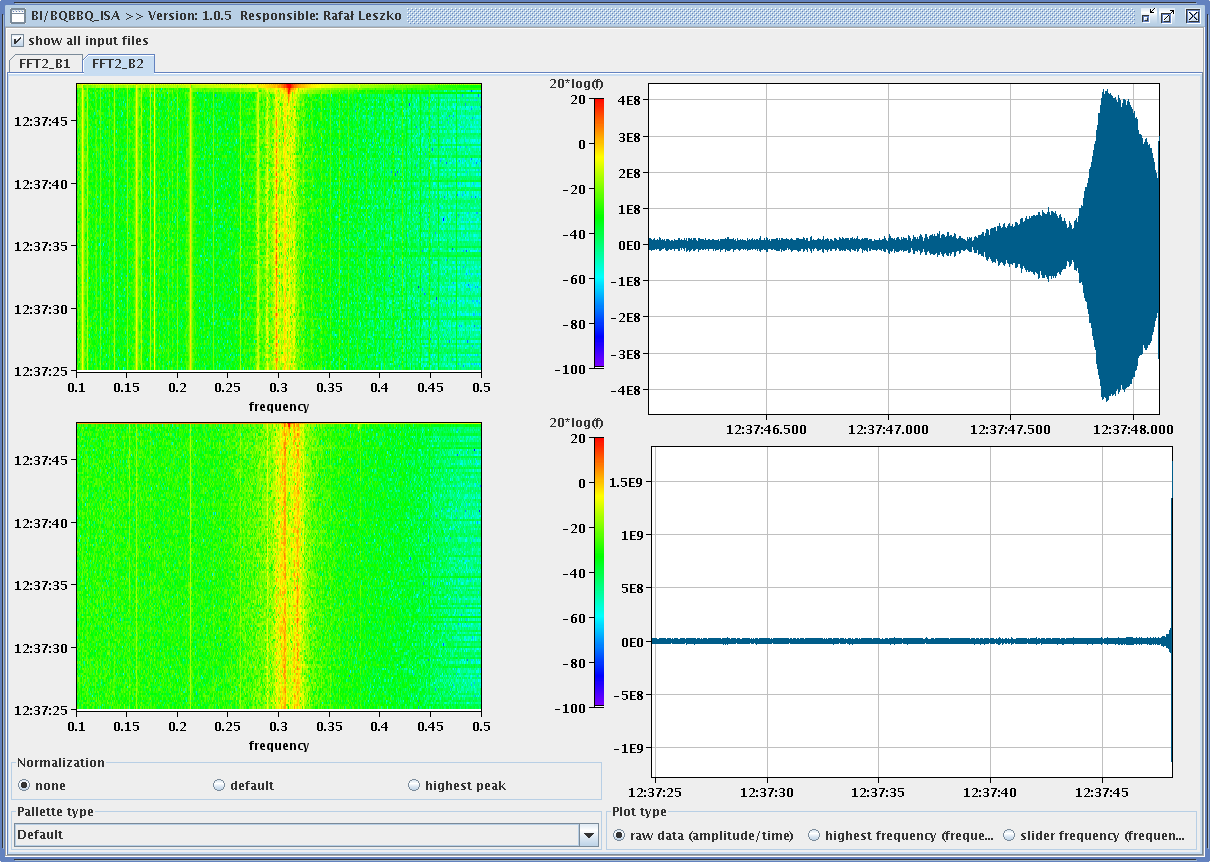 BI/BQBBQ_ISA >> Version: 1.0.5 Responsible: Rafał Leszko
show all input files
FFT2_B1 FFT2_B2
20*log(f)
12:37:45
12:37:40
12:37:35
12:37:30
12:37:25
0.1 0.15 0.2 0.25 0.3 0.35 0.4 0.45 0.5
frequency
20
0
-20
-40
-60
-80
-100
4E8
3E8
2E8
1E8
0E0
-1E8
-2E8
-3E8
-4E8
12:37:46.500 12:37:47.000 12:37:47.500 12:37:48.000
20*log(f)
12:37:45
12:37:40
12:37:35
12:37:30
12:37:25
0.1 0.15 0.2 0.25 0.3 0.35 0.4 0.45 0.5
frequency
20
0
-20
-40
-60
-80
-100
1.5E9
1E9
5E8
0E0
-5E8
-1E9
12:37:25 12:37:30 12:37:35 12:37:40 12:37:45
Normalization
none default highest peak
Pallette type
Default
Plot type
raw data (amplitude/time) highest frequency (freque... slider frequency (frequen...